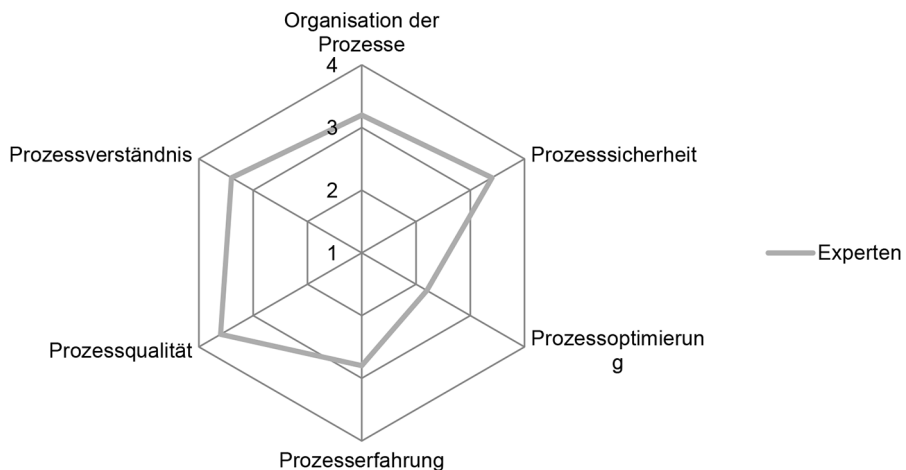 Organisation der
Prozesse
4
3
2
1
Prozesssicherheit
Prozessoptimierun
g
Prozesserfahrung
Prozessqualität
Prozessverständnis
Experten